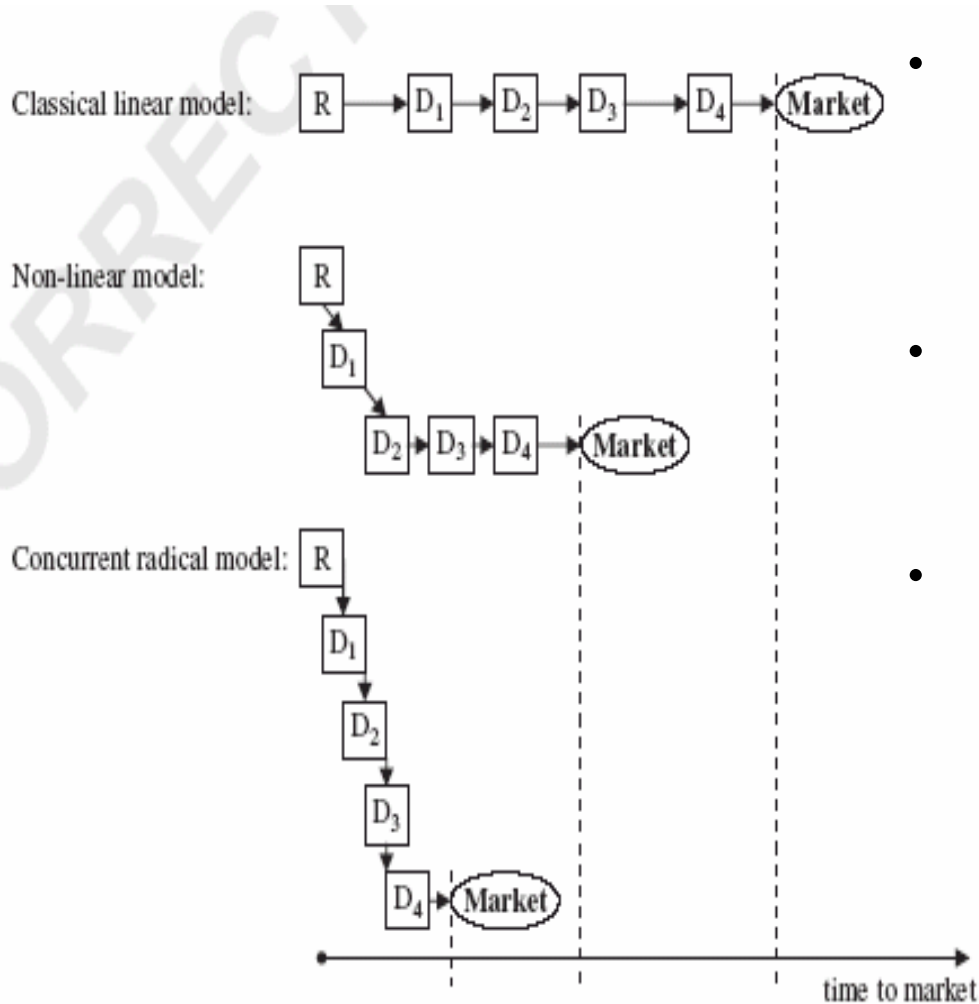 ORRECT
Classical linear model: R D₁ D₂ D₃ D₄ Market
Non-linear model: R
D₁
D₂ D₃ D₄ Market
Concurrent radical model: R
D₁
D₂
D₃
D₄ Market
time to market